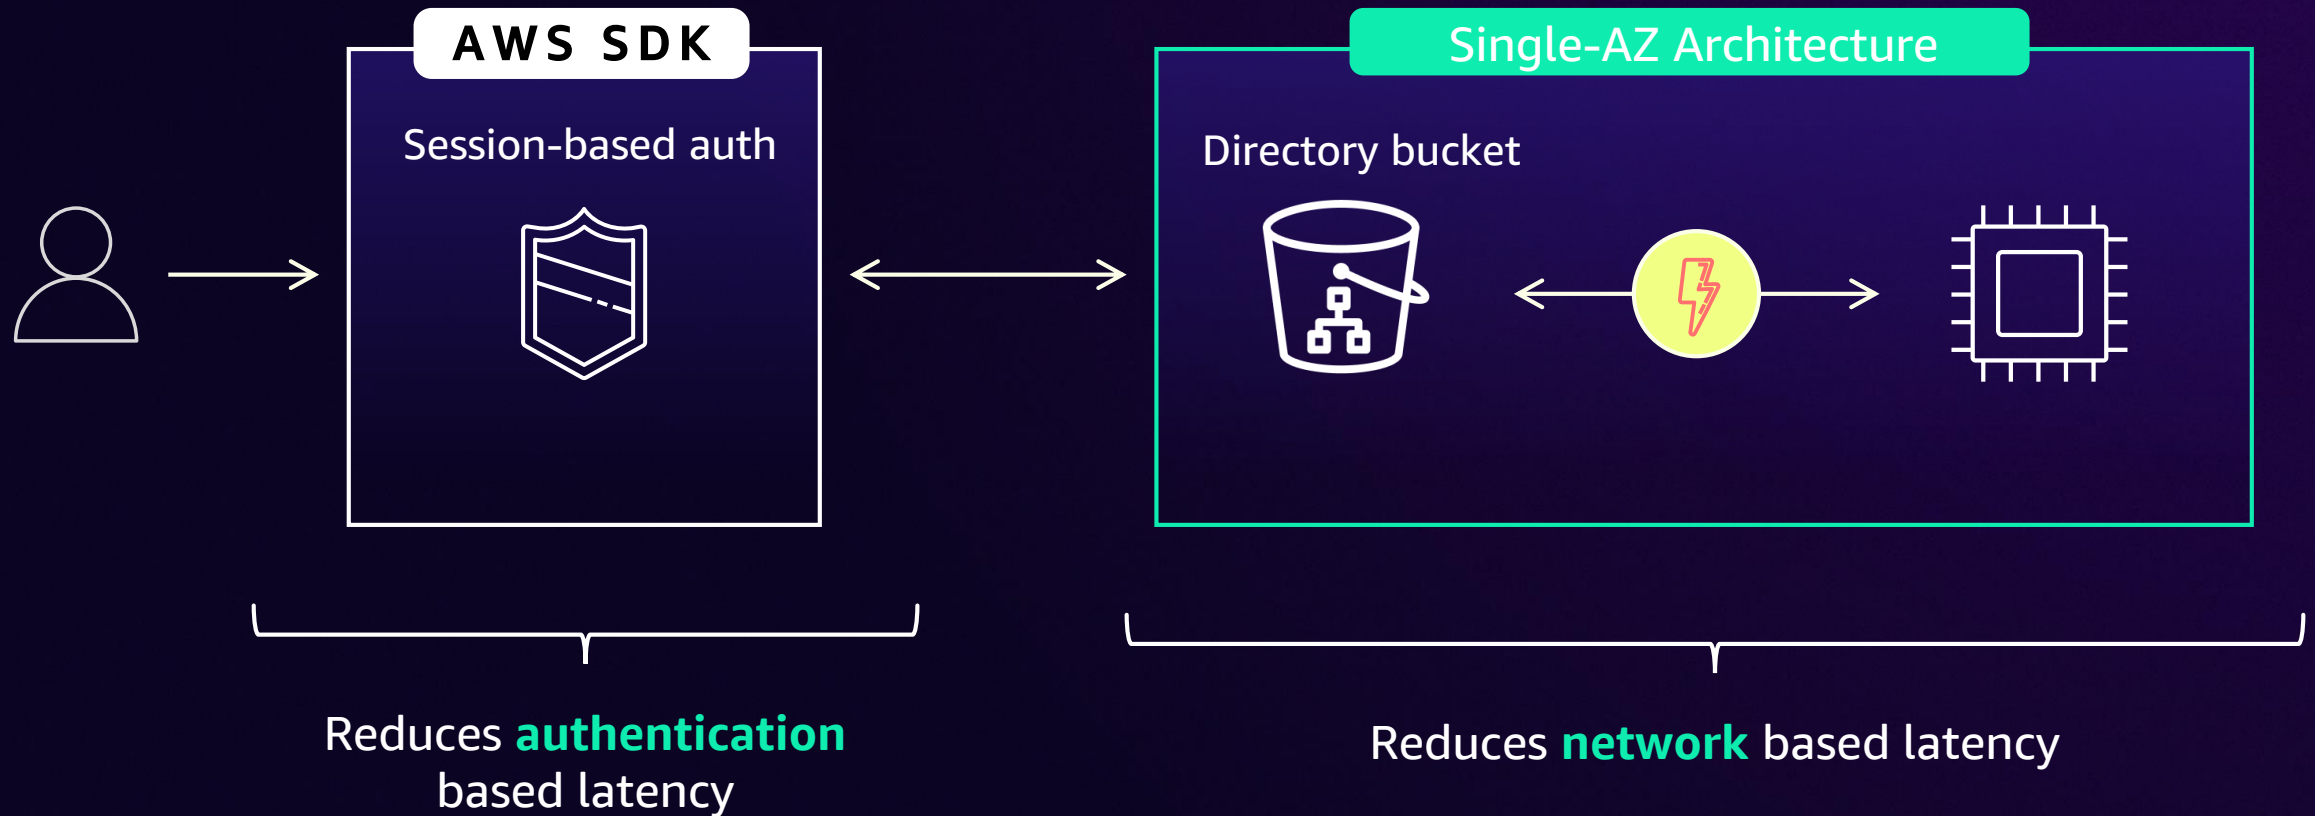 AWS SDK
Session-based auth
Single-AZ Architecture
Directory bucket
Reduces authentication
based latency
Reduces network based latency